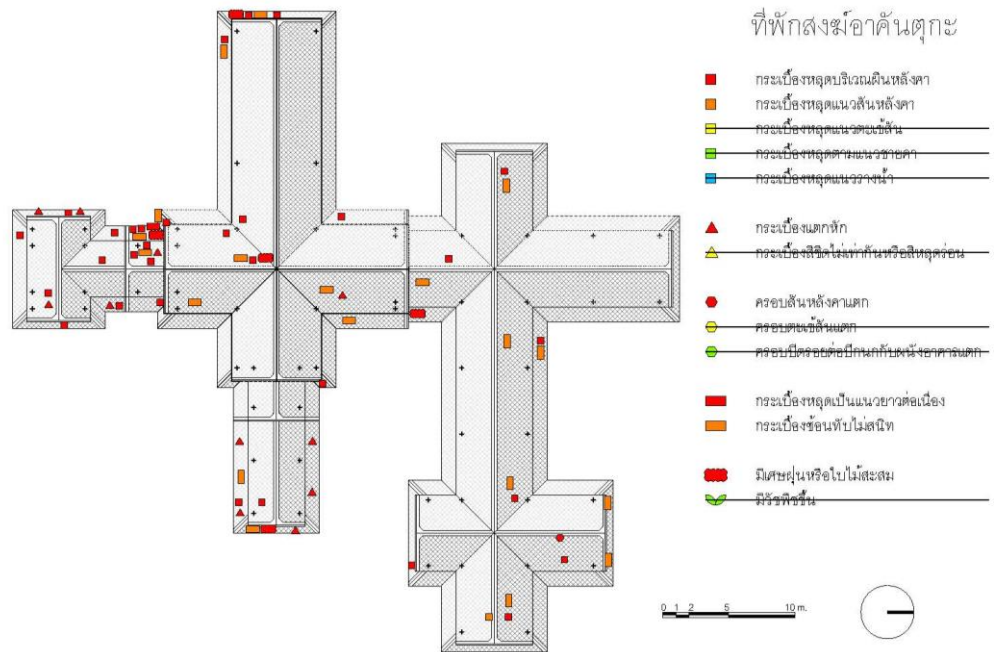 ที่พักสงฆ์อาคันตุกะ
กระเบื้องหลุดบริเวณผืนหลังคา
กระเบื้องหลุดแนวสันหลังคา
กระเบื้องหลุดแนวตะเข้สัน
กระเบื้องหลุดตามแนวชายคา
กระเบื้องหลุดแนวรางน้ำ
กระเบื้องแตกหัก
กระเบื้องสีซีดไม่เท่ากันหรือสีหลุดร่อน
ครอบสันหลังคาแตก
ครอบตะเข้สันแตก
ครอบปิดรอยต่อปีกนกกับผนังอาคารแตก
กระเบื้องหลุดเป็นแนวยาวต่อเนื่อง
กระเบื้องซ้อนทับไม่สนิท
มีเศษฝุ่นหรือใบไม้สะสม
มีวัชพืชขึ้น
0 1 2 5 10 m.